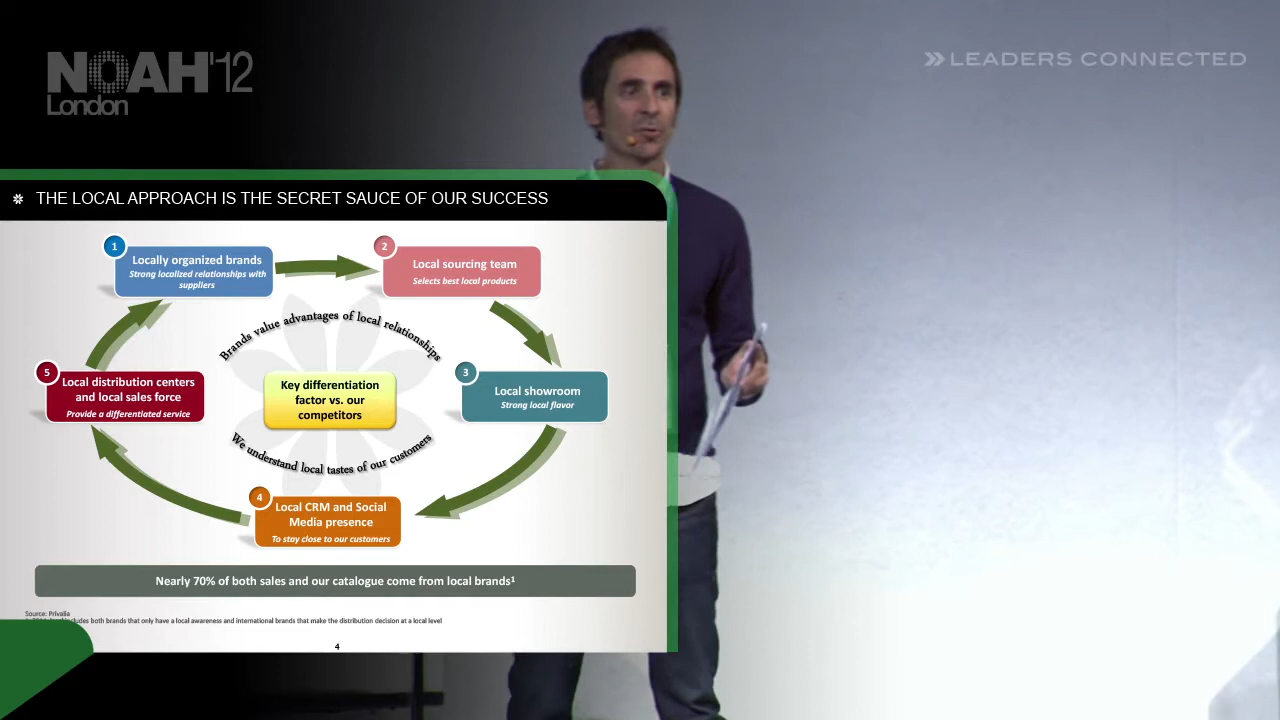 NOAH'12
London
LEADERS CONNECTED
THE LOCAL APPROACH IS THE SECRET SAUCE OF OUR SUCCESS
1
Locally organized brands
Strong localized relationships with
suppliers
2
Local sourcing team
Selects best local products
Brands value advantages of local relationships
5
Local distribution centers
and local sales force
Provide a differentiated service
Key differentiation
factor vs. our
competitors
3
Local showroom
Strong local flavor
We understand local tastes of our customers
4
Local CRM and Social
Media presence
To stay close to our customers
Nearly 70% of both sales and our catalogue come from local brands¹
Source: Privalia
both brands that only have a local awareness and international brands that make the distribution decision at a local level
4